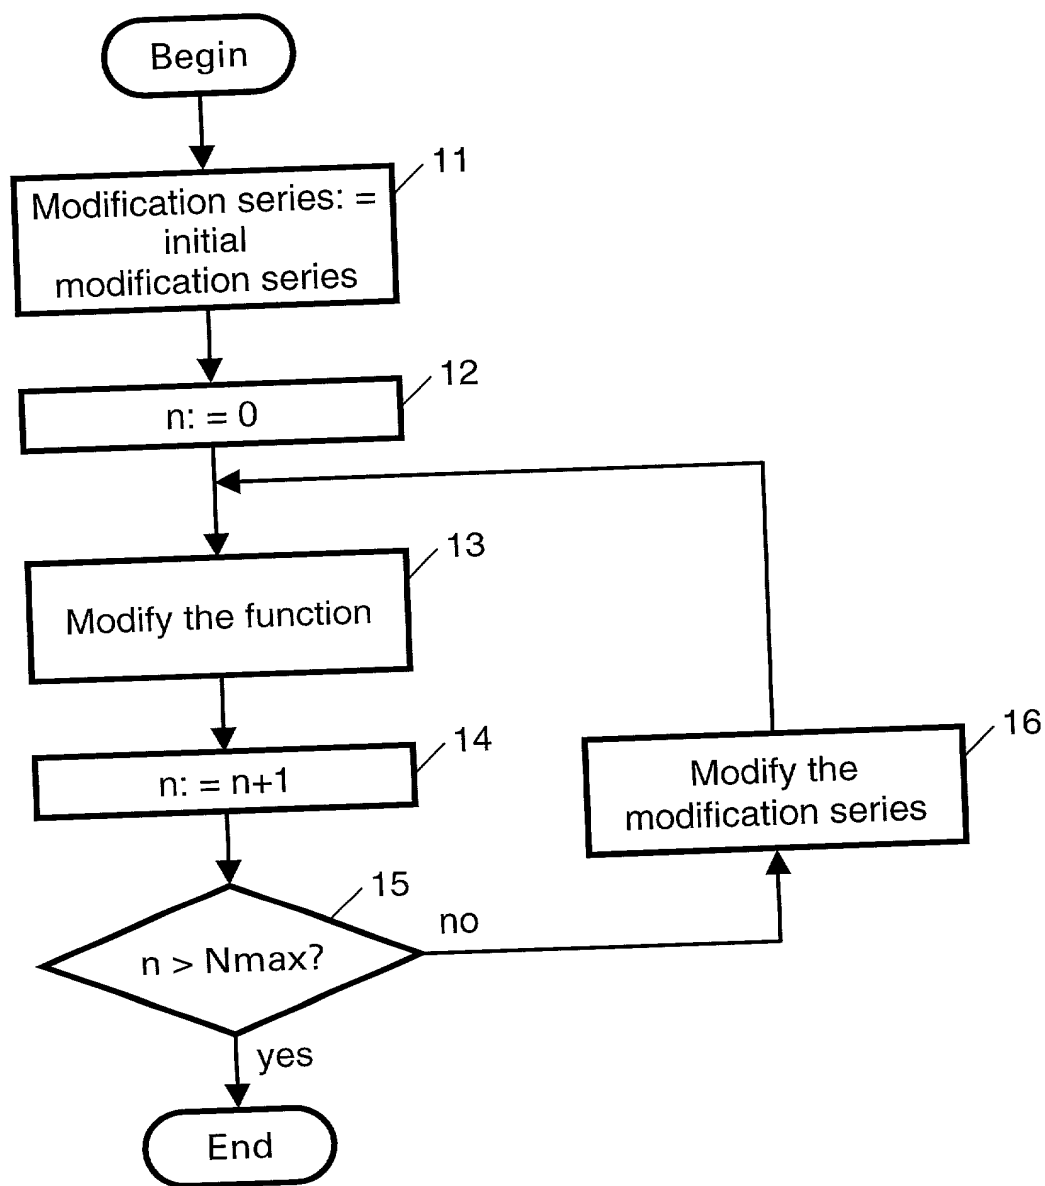 Begin
11
Modification series: =
initial
modification series
12
n: = 0
13
Modify the function
14
n: = n+1
16
Modify the
modification series
15
no
n > Nmax?
yes
End